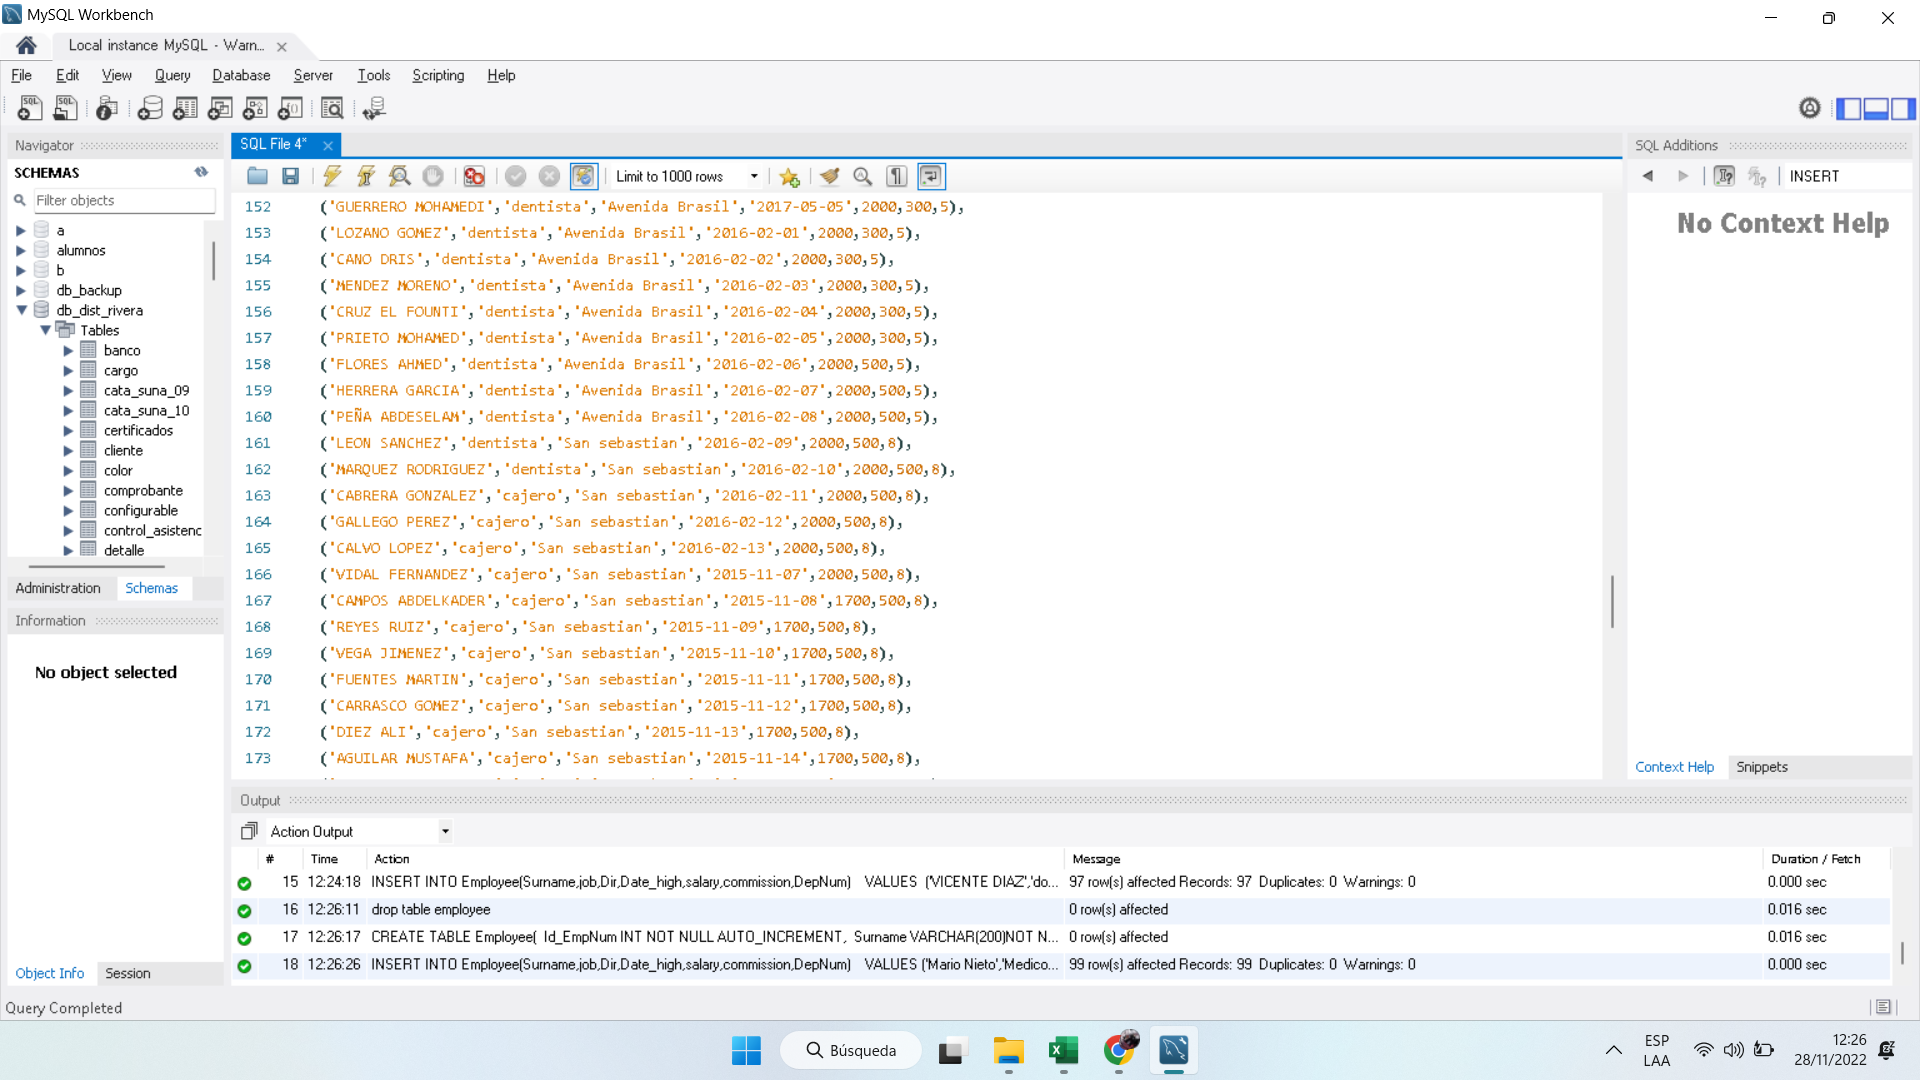 MySQL Workbench
Local instance MySQL - Warn...
File Edit View Query Database Server Tools Scripting Help
Navigator
SCHEMAS
Filter objects
a
alumnos
b
db_backup
db_dist_rivera
Tables
banco
cargo
cata_suna_09
cata_suna_10
certificados
cliente
color
comprobante
configurable
control_asistenc
detalle
Administration Schemas
Information
No object selected
Object Info Session
SQL File 4*
Limit to 1000 rows
152 ('GUERRERO MOHAMEDI','dentista','Avenida Brasil','2017-05-05',2000,300,5),
153 ('LOZANO GOMEZ','dentista','Avenida Brasil','2016-02-01',2000,300,5),
154 ('CANO DRIS','dentista','Avenida Brasil','2016-02-02',2000,300,5),
155 ('MENDEZ MORENO','dentista','Avenida Brasil','2016-02-03',2000,300,5),
156 ('CRUZ EL FOUNTI','dentista','Avenida Brasil','2016-02-04',2000,300,5),
157 ('PRIETO MOHAMED','dentista','Avenida Brasil','2016-02-05',2000,300,5),
158 ('FLORES AHMED','dentista','Avenida Brasil','2016-02-06',2000,500,5),
159 ('HERRERA GARCIA','dentista','Avenida Brasil','2016-02-07',2000,500,5),
160 ('PEÑA ABDESELAM','dentista','Avenida Brasil','2016-02-08',2000,500,5),
161 ('LEON SANCHEZ','dentista','San sebastian','2016-02-09',2000,500,8),
162 ('MARQUEZ RODRIGUEZ','dentista','San sebastian','2016-02-10',2000,500,8),
163 ('CABRERA GONZALEZ','cajero','San sebastian','2016-02-11',2000,500,8),
164 ('GALLEGO PEREZ','cajero','San sebastian','2016-02-12',2000,500,8),
165 ('CALVO LOPEZ','cajero','San sebastian','2016-02-13',2000,500,8),
166 ('VIDAL FERNANDEZ','cajero','San sebastian','2015-11-07',2000,500,8),
167 ('CAMPOS ABDELKADER','cajero','San sebastian','2015-11-08',1700,500,8),
168 ('REYES RUIZ','cajero','San sebastian','2015-11-09',1700,500,8),
169 ('VEGA JIMENEZ','cajero','San sebastian','2015-11-10',1700,500,8),
170 ('FUENTES MARTIN','cajero','San sebastian','2015-11-11',1700,500,8),
171 ('CARRASCO GOMEZ','cajero','San sebastian','2015-11-12',1700,500,8),
172 ('DIEZ ALI','cajero','San sebastian','2015-11-13',1700,500,8),
173 ('AGUILAR MUSTAFA','cajero','San sebastian','2015-11-14',1700,500,8),
SQL Additions
INSERT
No Context Help
Context Help Snippets
Output
Action Output
# Time Action Message Duration / Fetch
15 12:24:18 INSERT INTO Employee(Surname,job,Dir,Date_high,salary,commission,DepNum) VALUES ('VICENTE DIAZ','do... 97 row(s) affected Records: 97 Duplicates: 0 Warnings: 0 0.000 sec
16 12:26:11 drop table employee 0 row(s) affected 0.016 sec
17 12:26:17 CREATE TABLE Employee( Id_EmpNum INT NOT NULL AUTO_INCREMENT, Surname VARCHAR(200)NOT N... 0 row(s) affected 0.016 sec
18 12:26:26 INSERT INTO Employee(Surname,job,Dir,Date_high,salary,commission,DepNum) VALUES ('Mario Nieto','Medico... 99 row(s) affected Records: 99 Duplicates: 0 Warnings: 0 0.000 sec
Query Completed
Búsqueda
ESP
LAA
12:26
28/11/2022